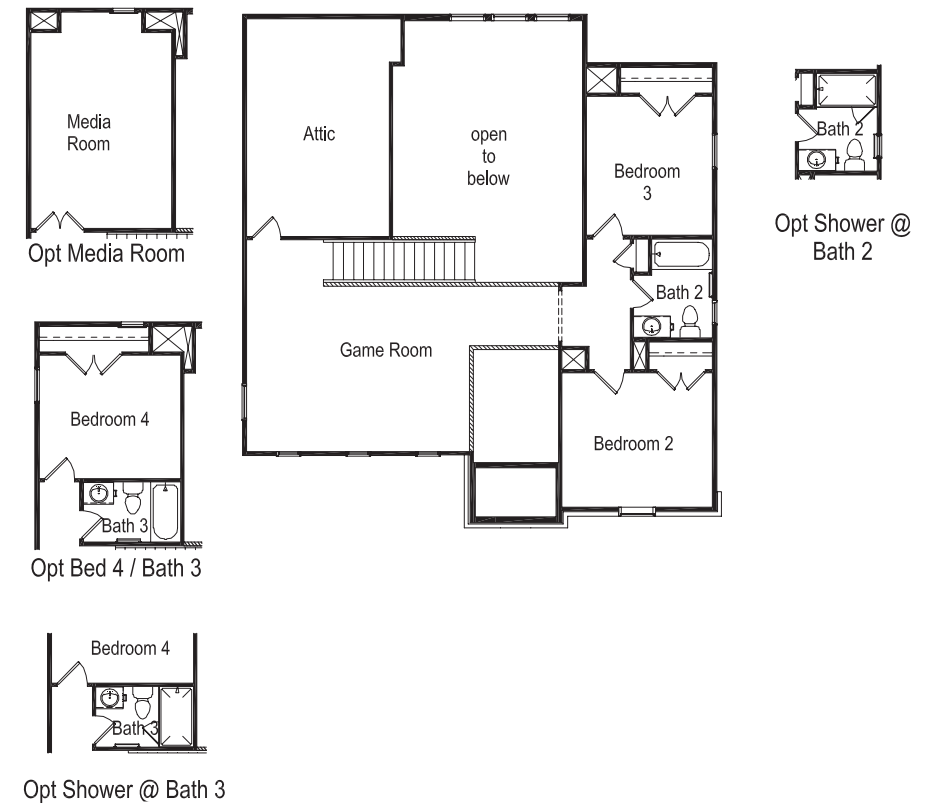 Media
Room
Opt Media Room
Attic
open
to
below
Bedroom
3
Bath 2
Game Room
Bedroom 2
Bath 2
Opt Shower @
Bath 2
Bedroom 4
Bath 3
Opt Bed 4 / Bath 3
Bedroom 4
Bath 3
Opt Shower @ Bath 3